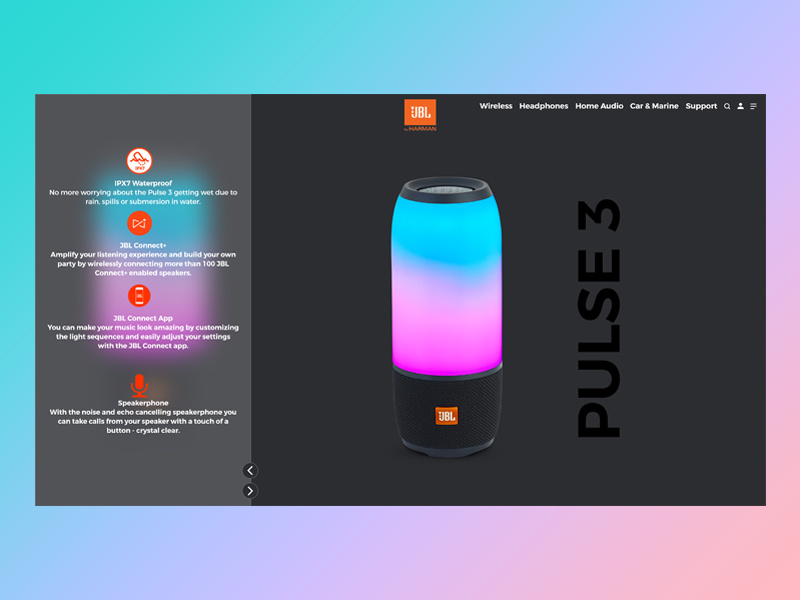 JBL
by HARMAN
Wireless Headphones Home Audio Car & Marine Support
IPX7
IPX7 Waterproof
No more worrying about the Pulse 3 getting wet due to
rain, spills or submersion in water.
JBL Connect+
Amplify your listening experience and build your own
party by wirelessly connecting more than 100 JBL
Connect+ enabled speakers.
JBL
JBL Connect App
You can make your music look amazing by customizing
the light sequences and easily adjust your settings
with the JBL Connect app.
Speakerphone
With the noise and echo cancelling speakerphone you
can take calls from your speaker with a touch of a
button - crystal clear.
JBL
PULSE 3